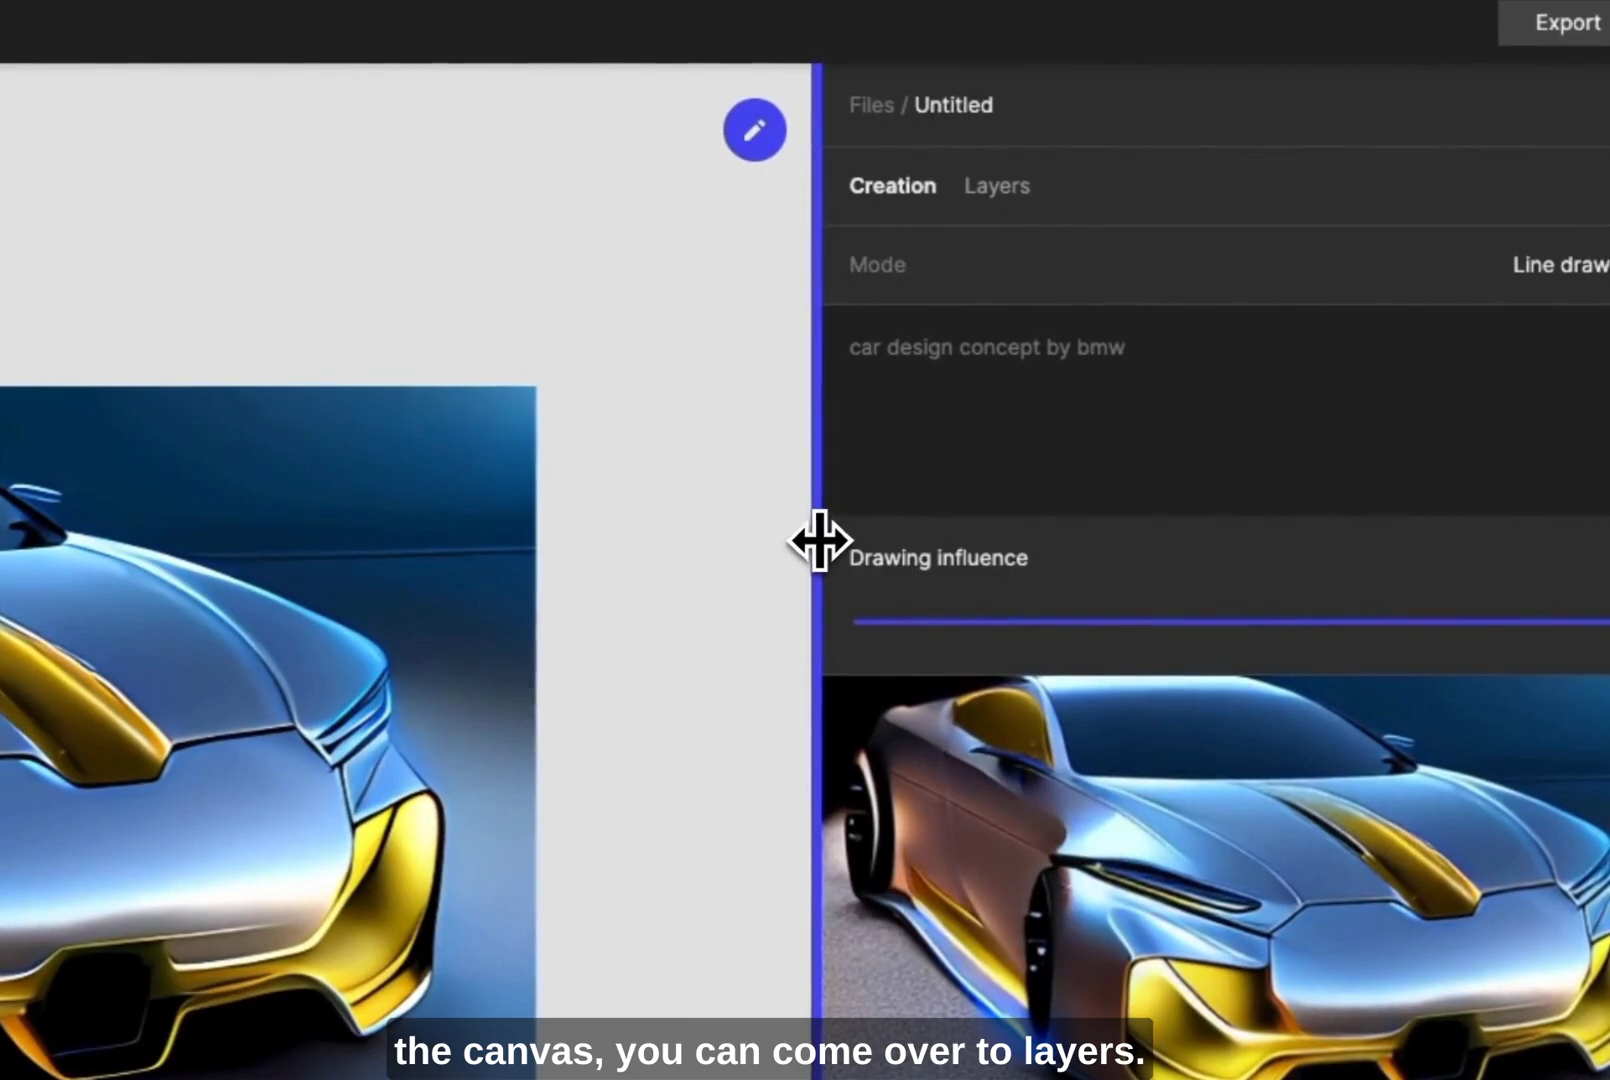 Export
Files / Untitled
Creation Layers
Mode Line draw
car design concept by bmw
Drawing influence
the canvas, you can come over to layers.